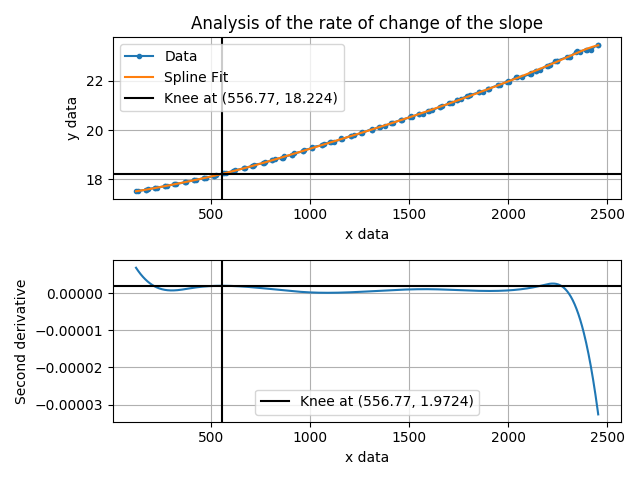 Analysis of the rate of change of the slope
Data
Spline Fit
Knee at (556.77, 18.224)
y data
22
20
18
500 1000 1500 2000 2500
x data
Second derivative
0.00000
−0.00001
−0.00002
−0.00003
Knee at (556.77, 1.9724)
500 1000 1500 2000 2500
x data